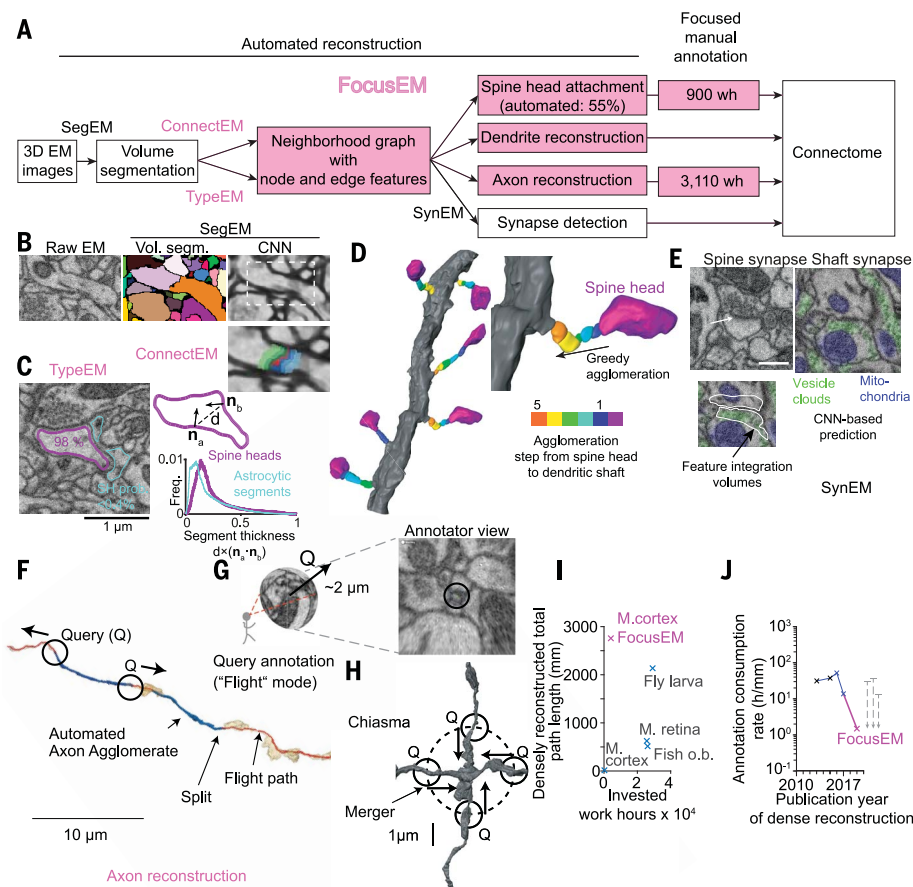 A
Automated reconstruction
Focused
manual
annotation
FocusEM
Spine head attachment
(automated: 55%)
900 wh
SegEM
ConnectEM
3D EM
images
Volume
segmentation
Neighborhood graph
with
node and edge features
Dendrite reconstruction
Connectome
TypeEM
Axon reconstruction
3,110 wh
SynEM
Synapse detection
B
SegEM
Raw EM
Vol. segm.
CNN
ConnectEM
C
TypeEM
98 %
1 µm
n_b
d
n_a
Spine heads
Astrocytic
segments
0.01
Freq.
0
0
0.5
1
Segment thickness
d×(n_a·n_b)
D
Spine head
Greedy
agglomeration
5
1
Agglomeration
step from spine head
to dendritic shaft
E
Spine synapse
Shaft synapse
Vesicle
clouds
Mito-
chondria
CNN-based
prediction
Feature integration
volumes
SynEM
F
Query (Q)
Q
Automated
Axon Agglomerate
Split
Flight path
10 µm
Axon reconstruction
G
Q
~2 µm
Annotator view
Query annotation
("Flight" mode)
H
Chiasma
Q
Q
Q
Q
Merger
1µm
I
M.cortex
FocusEM
Fly larva
M. retina
Fish o.b.
M.
cortex
3000
2000
1000
0
0
2
4
Densely reconstructed total
path length (mm)
Invested
work hours x 10⁴
J
10³
10²
10¹
10⁰
10⁻¹
FocusEM
2010
2017
Annotation consumption
rate (h/mm)
Publication year
of dense reconstruction